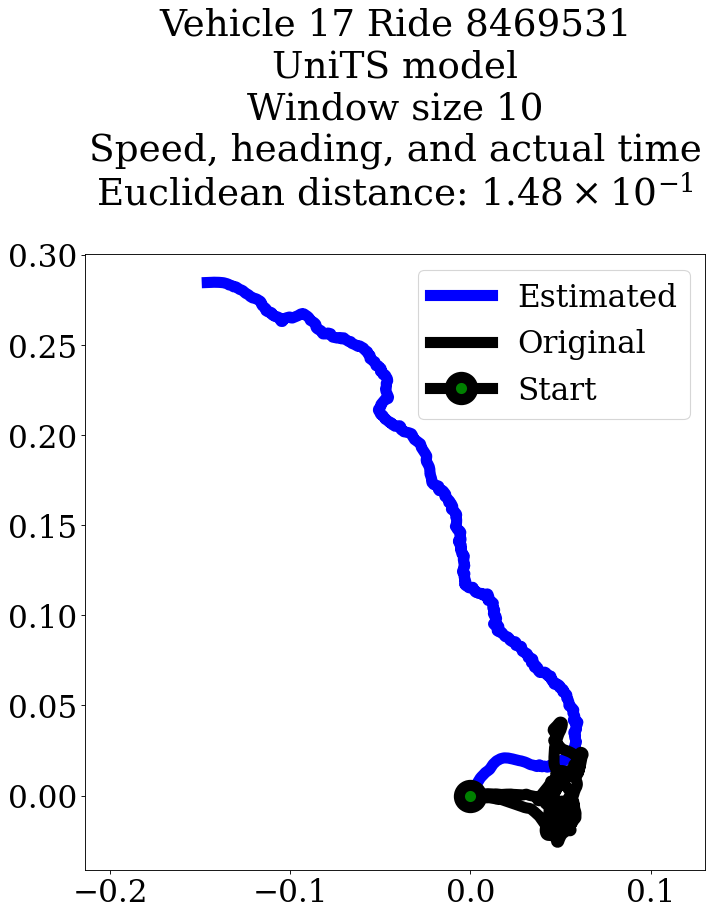 Vehicle 17 Ride 8469531
UniTS model
Window size 10
Speed, heading, and actual time
Euclidean distance: 1.48 × 10⁻¹
0.30
0.25
0.20
0.15
0.10
0.05
0.00
Estimated
Original
Start
−0.2 −0.1 0.0 0.1